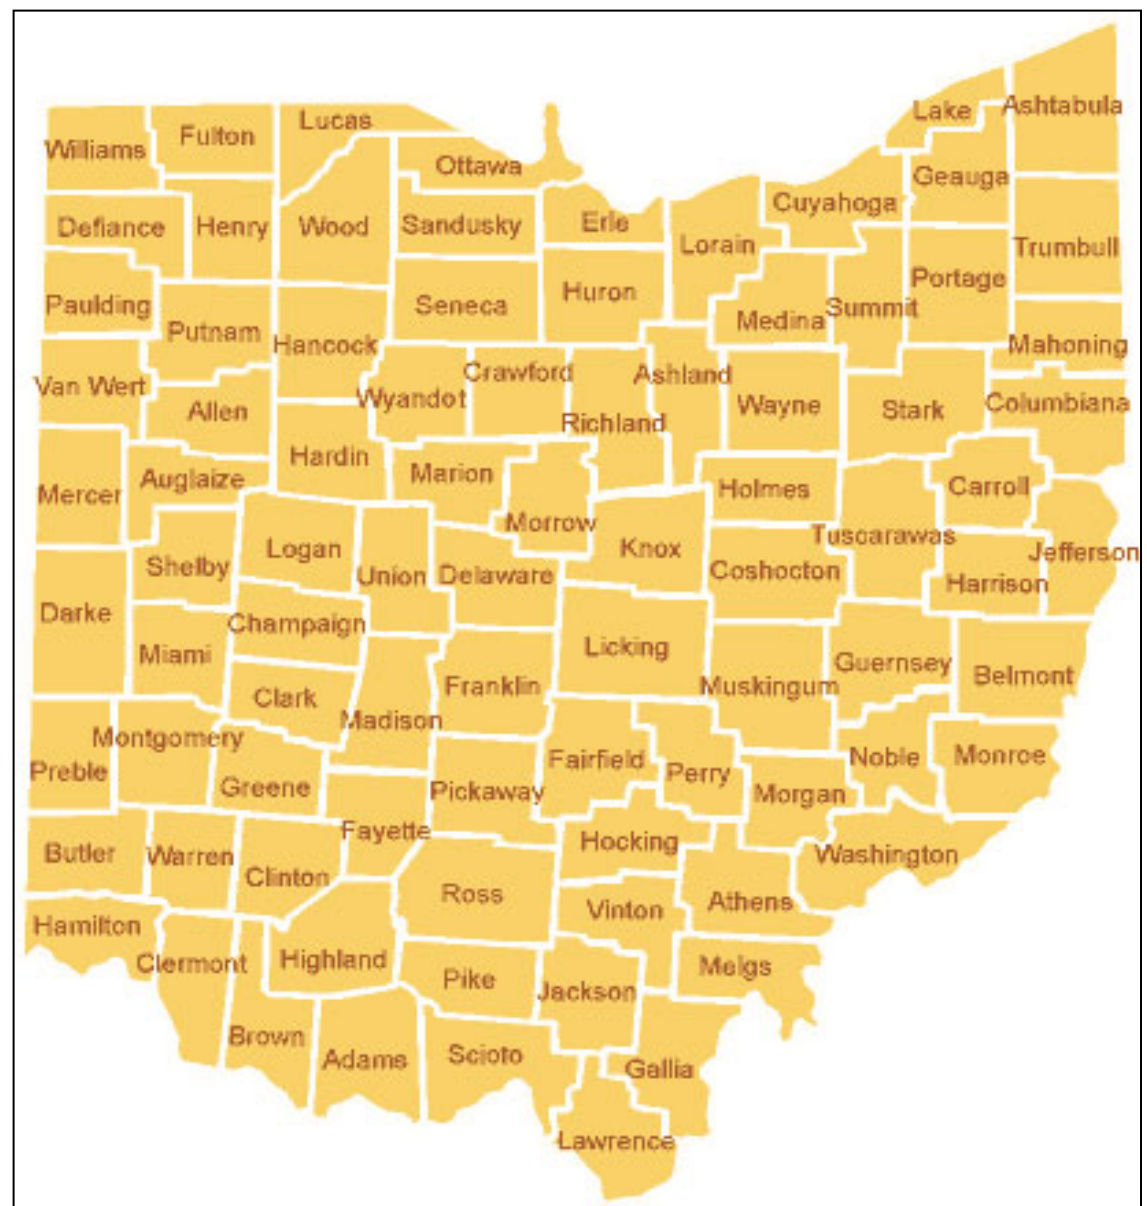 Lake
Ashtabula
Lucas
Fulton
Williams
Ottawa
Geauga
Cuyahoga
Defiance
Henry
Wood
Sandusky
Erie
Lorain
Trumbull
Portage
Paulding
Putnam
Seneca
Huron
Medina
Summit
Hancock
Mahoning
Van Wert
Allen
Wyandot
Crawford
Ashland
Richland
Wayne
Stark
Columbiana
Hardin
Marion
Mercer
Auglaize
Holmes
Carroll
Morrow
Tuscarawas
Jefferson
Logan
Knox
Shelby
Union
Delaware
Coshocton
Harrison
Darke
Champaign
Miami
Licking
Guernsey
Belmont
Clark
Franklin
Muskingum
Madison
Montgomery
Preble
Greene
Pickaway
Fairfield
Perry
Noble
Monroe
Morgan
Fayette
Hocking
Butler
Warren
Clinton
Washington
Ross
Vinton
Athens
Hamilton
Clermont
Highland
Pike
Jackson
Meigs
Brown
Adams
Scioto
Gallia
Lawrence